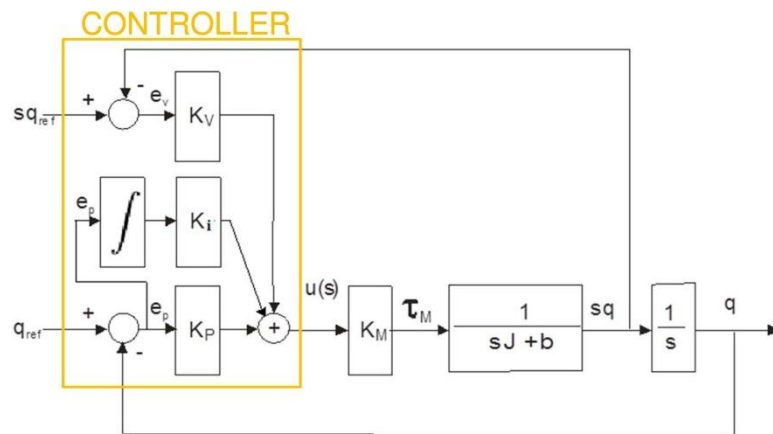 CONTROLLER
+
-
sq_ref
e_v
K_V
e_p
∫
K_i
q_ref
+
-
e_p
K_P
+
u(s)
K_M
τ_M
1
sJ +b
sq
1
s
q